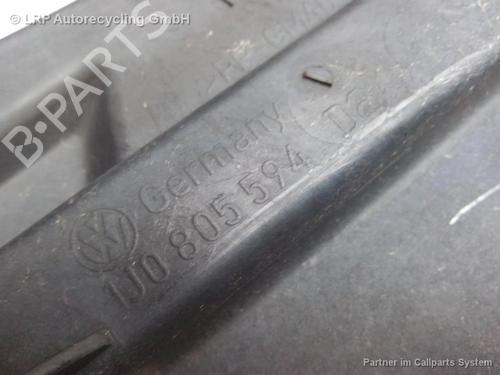 © LRP Autorecycling GmbH
B-PARTS
Germany
1J0 805 594 D
Partner im Callparts System